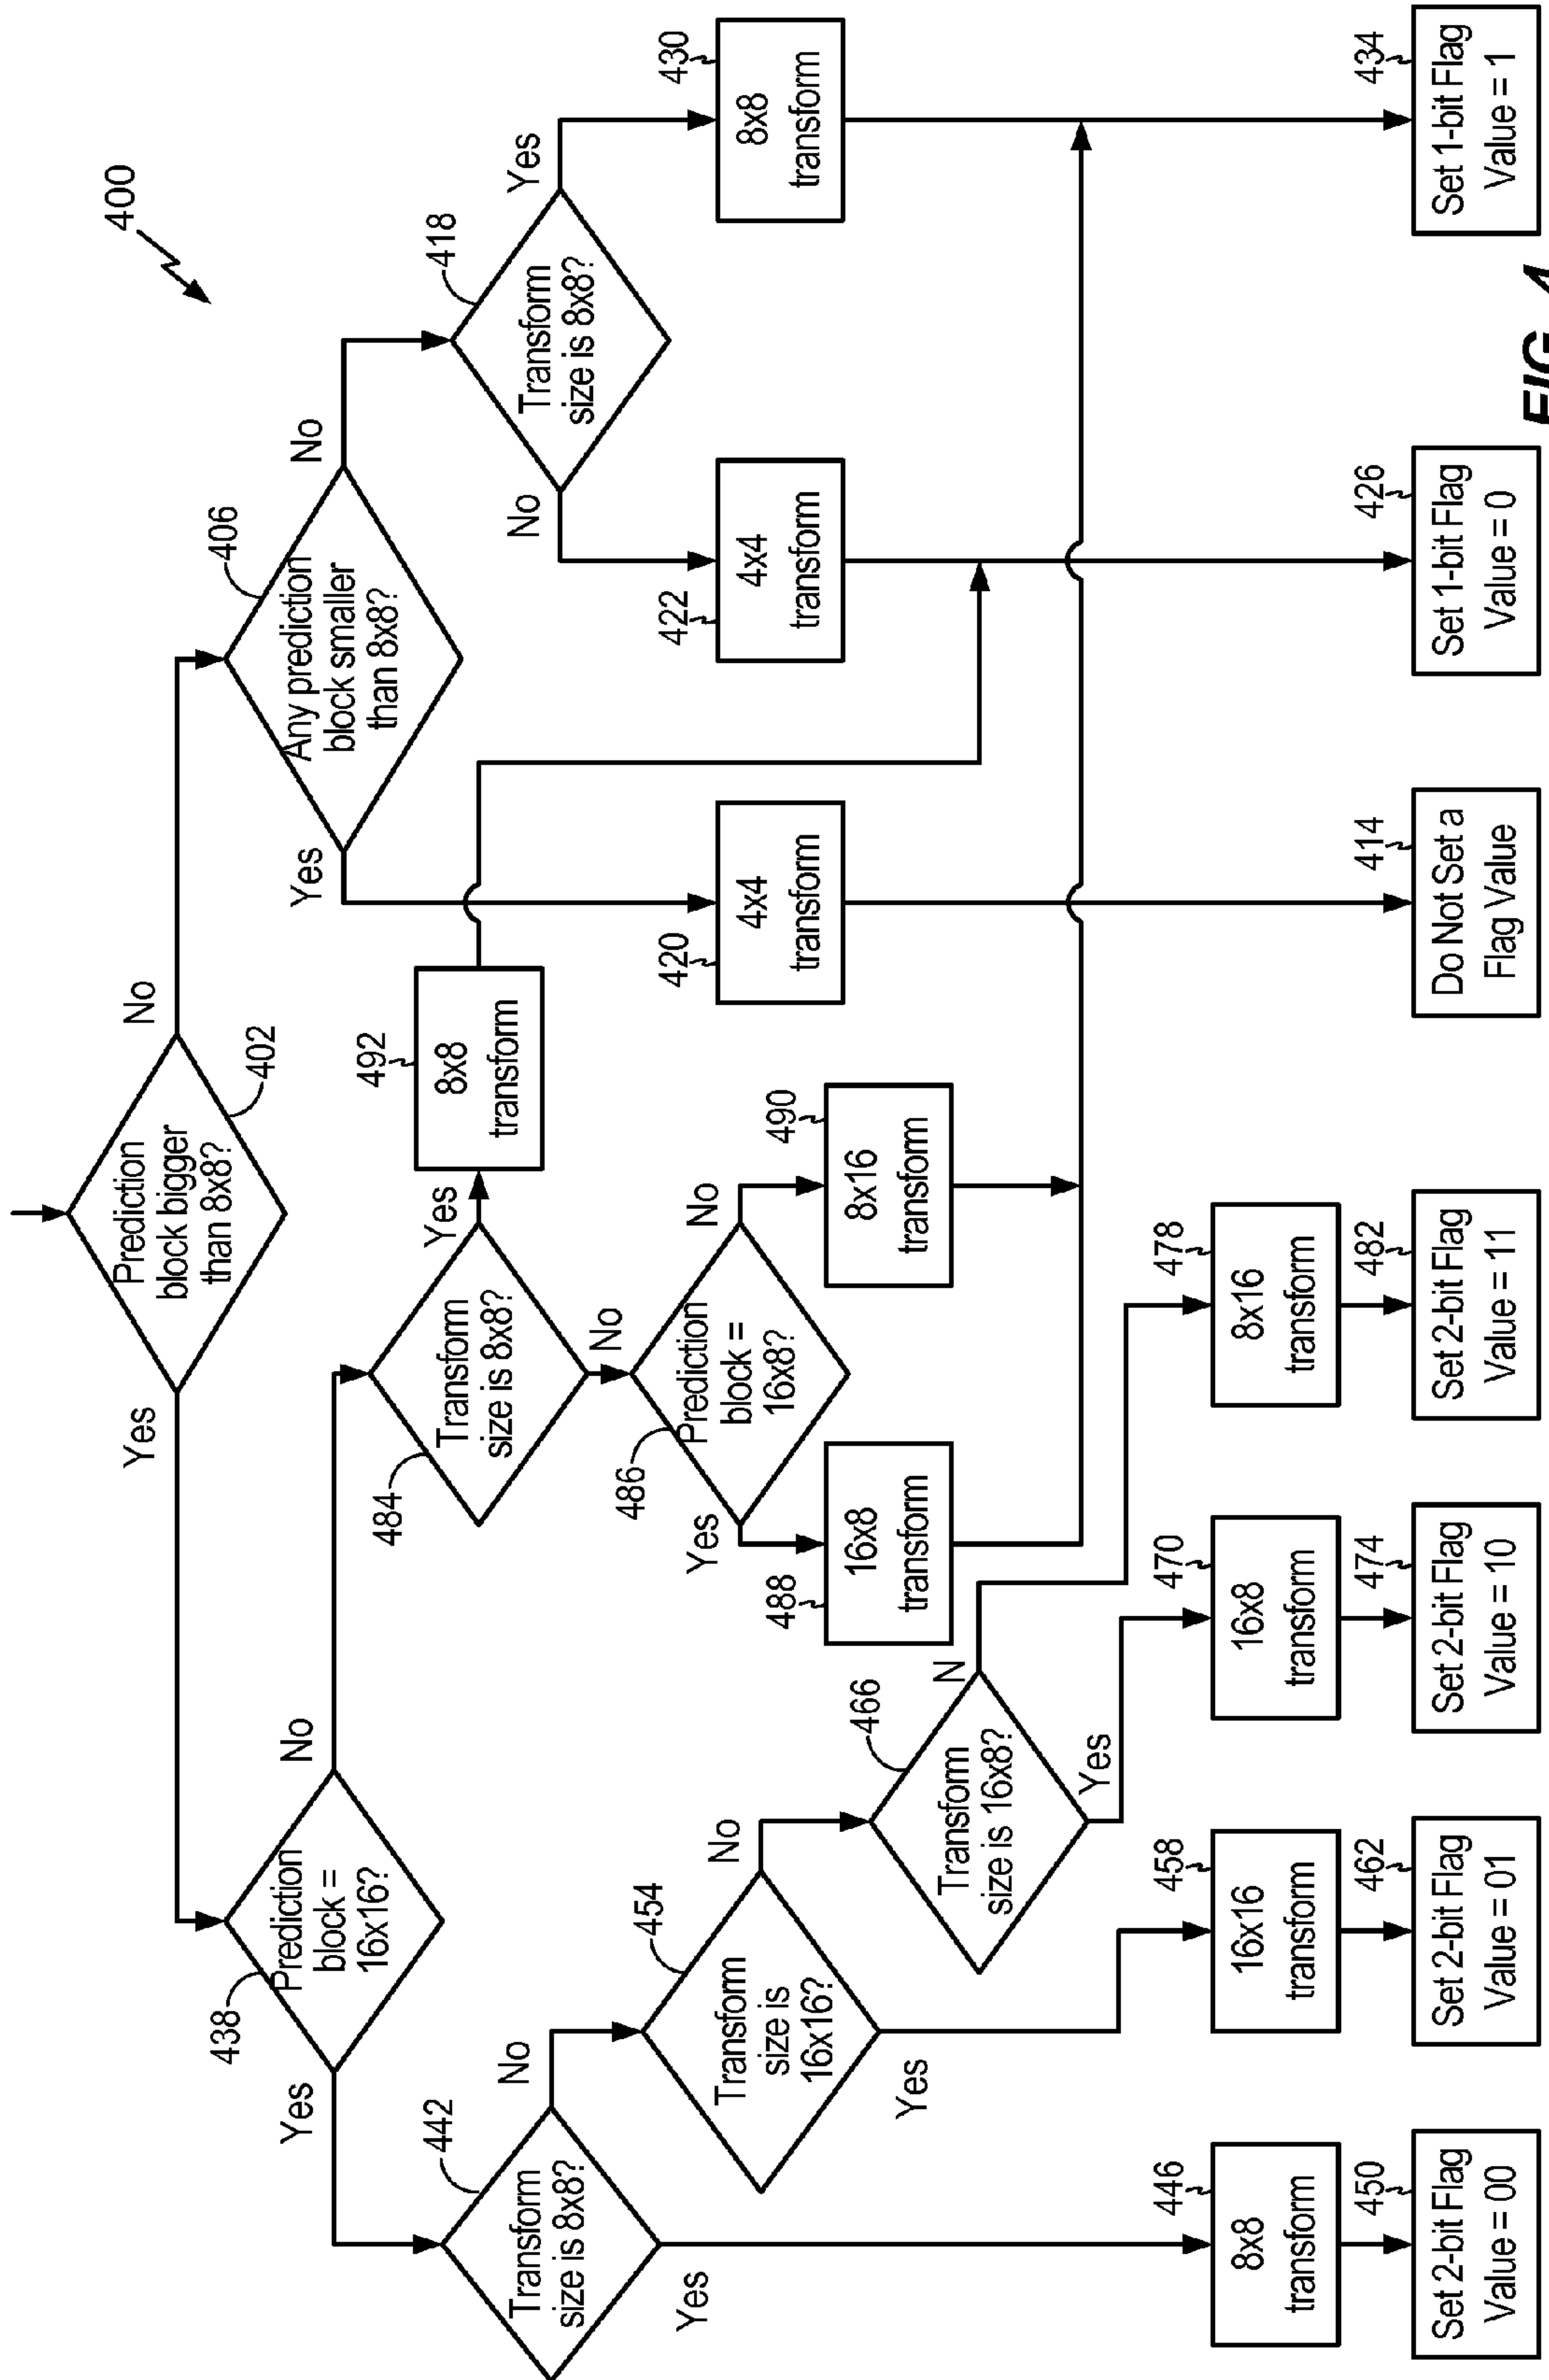 400
Prediction
block bigger
than 8x8?
402
Yes
No
438
Prediction
block =
16x16?
Yes
No
406
Any prediction
block smaller
than 8x8?
Yes
No
442
Transform
size is 8x8?
Yes
No
484
Transform
size is 8x8?
Yes
No
492
8x8
transform
418
Transform
size is 8x8?
No
Yes
454
Transform
size is
16x16?
Yes
No
486
Prediction
block =
16x8?
Yes
No
420
4x4
transform
422
4x4
transform
430
8x8
transform
488
16x8
transform
490
8x16
transform
466
Transform
size is 16x8?
Yes
N
446
8x8
transform
458
16x16
transform
470
16x8
transform
478
8x16
transform
450
Set 2-bit Flag
Value = 00
462
Set 2-bit Flag
Value = 01
474
Set 2-bit Flag
Value = 10
482
Set 2-bit Flag
Value = 11
414
Do Not Set a
Flag Value
426
Set 1-bit Flag
Value = 0
434
Set 1-bit Flag
Value = 1
FIG. 4